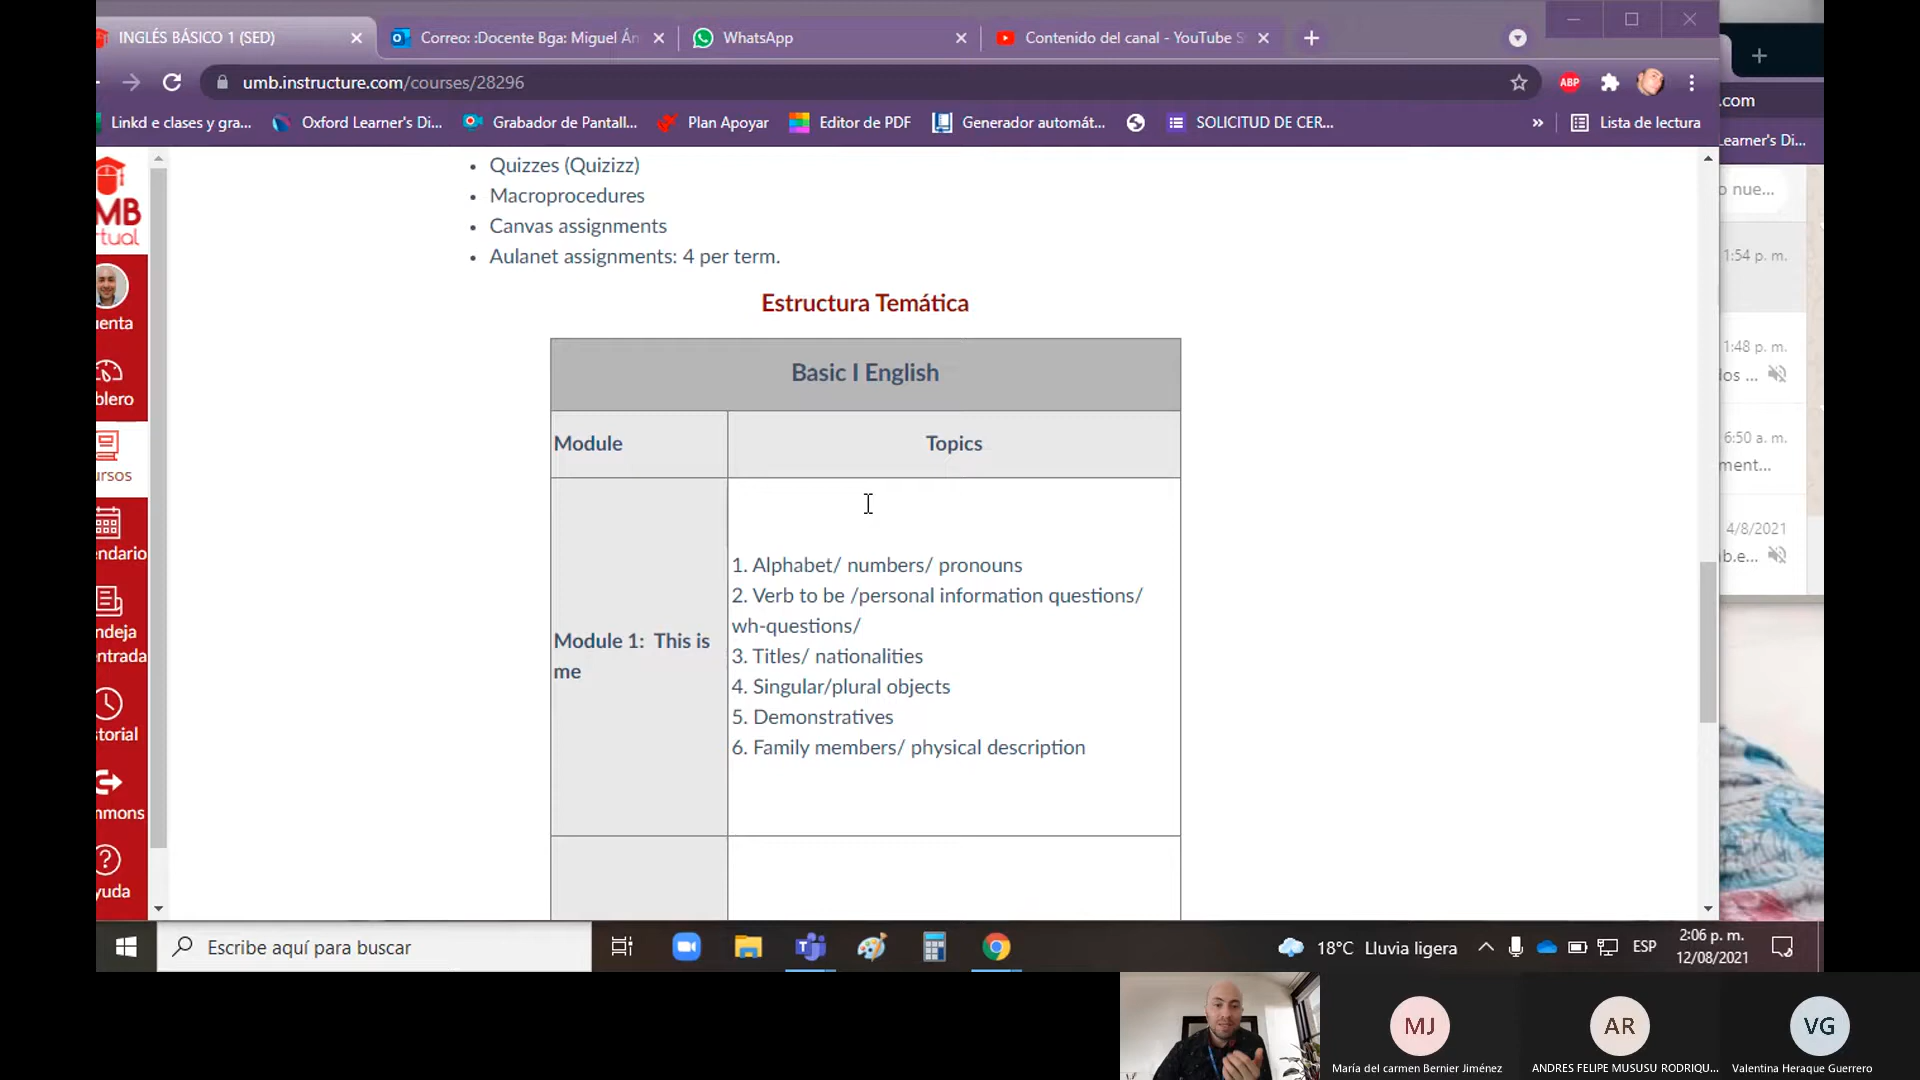 INGLÉS BÁSICO 1 (SED)
Correo: :Docente Bga: Miguel Án
WhatsApp
Contenido del canal - YouTube S
umb.instructure.com/courses/28296
ABP
.com
Linkd e clases y gra...
Oxford Learner's Di...
Grabador de Pantall...
Plan Apoyar
Editor de PDF
Generador automát...
SOLICITUD DE CER...
»
Lista de lectura
Learner's Di...
MB
rtual
enta
blero
ursos
ndario
ndeja
entrada
torial
mmons
yuda
• Quizzes (Quizizz)
• Macroprocedures
• Canvas assignments
• Aulanet assignments: 4 per term.
Estructura Temática
Basic I English
Module
Topics
Module 1: This is
me
1. Alphabet/ numbers/ pronouns
2. Verb to be /personal information questions/
wh-questions/
3. Titles/ nationalities
4. Singular/plural objects
5. Demonstratives
6. Family members/ physical description
o nue...
1:54 p. m.
1:48 p. m.
dos ...
6:50 a. m.
ment...
4/8/2021
b.e...
Escribe aquí para buscar
18°C Lluvia ligera
ESP
2:06 p. m.
12/08/2021
MJ
María del carmen Bernier Jiménez
AR
ANDRES FELIPE MUSUSU RODRIQU...
VG
Valentina Heraque Guerrero